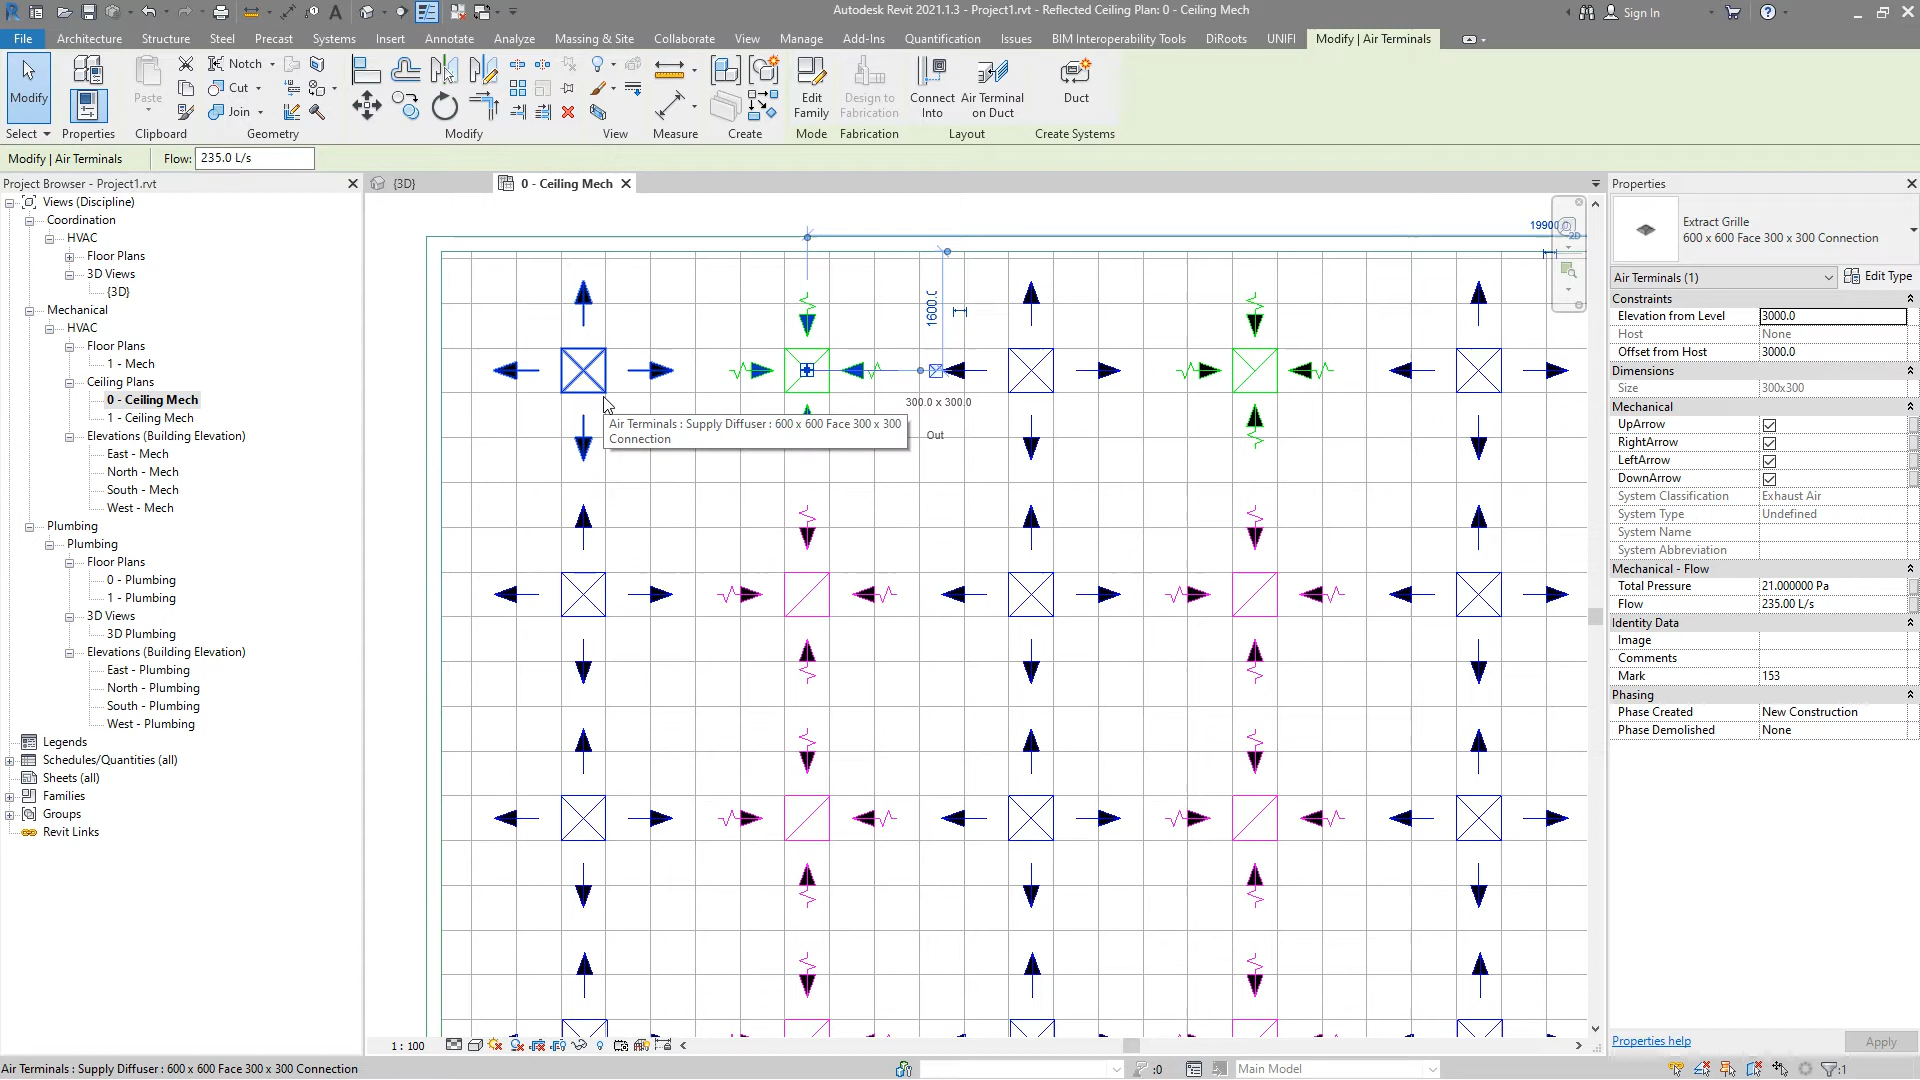 Autodesk Revit 2021.1.3 - Project1.rvt - Reflected Ceiling Plan: 0 - Ceiling Mech
Sign In
File
Architecture
Structure
Steel
Precast
Systems
Insert
Annotate
Analyze
Massing & Site
Collaborate
View
Manage
Add-Ins
Quantification
Issues
BIM Interoperability Tools
DiRoots
UNIFI
Modify | Air Terminals
Modify
Paste
Notch
Cut
Join
Edit Family
Design to Fabrication
Connect Into
Air Terminal on Duct
Duct
Select
Properties
Clipboard
Geometry
Modify
View
Measure
Create
Mode
Fabrication
Layout
Create Systems
Modify | Air Terminals
Flow:
235.0 L/s
Project Browser - Project1.rvt
{3D}
0 - Ceiling Mech
Properties
Views (Discipline)
Coordination
HVAC
Floor Plans
3D Views
{3D}
Mechanical
HVAC
Floor Plans
1 - Mech
Ceiling Plans
0 - Ceiling Mech
1 - Ceiling Mech
Elevations (Building Elevation)
East - Mech
North - Mech
South - Mech
West - Mech
Plumbing
Plumbing
Floor Plans
0 - Plumbing
1 - Plumbing
3D Views
3D Plumbing
Elevations (Building Elevation)
East - Plumbing
North - Plumbing
South - Plumbing
West - Plumbing
Legends
Schedules/Quantities (all)
Sheets (all)
Families
Groups
Revit Links
2D
300.0 x 300.0
Air Terminals : Supply Diffuser : 600 x 600 Face 300 x 300
Connection
Out
Extract Grille
600 x 600 Face 300 x 300 Connection
Air Terminals (1)
Edit Type
Constraints
Elevation from Level 3000.0
Host None
Offset from Host 3000.0
Dimensions
Size 300x300
Mechanical
UpArrow
RightArrow
LeftArrow
DownArrow
System Classification Exhaust Air
System Type Undefined
System Name
System Abbreviation
Mechanical - Flow
Total Pressure 21.000000 Pa
Flow 235.00 L/s
Identity Data
Image
Comments
Mark 153
Phasing
Phase Created New Construction
Phase Demolished None
Properties help
Apply
1 : 100
Air Terminals : Supply Diffuser : 600 x 600 Face 300 x 300 Connection
:0
Main Model
:1